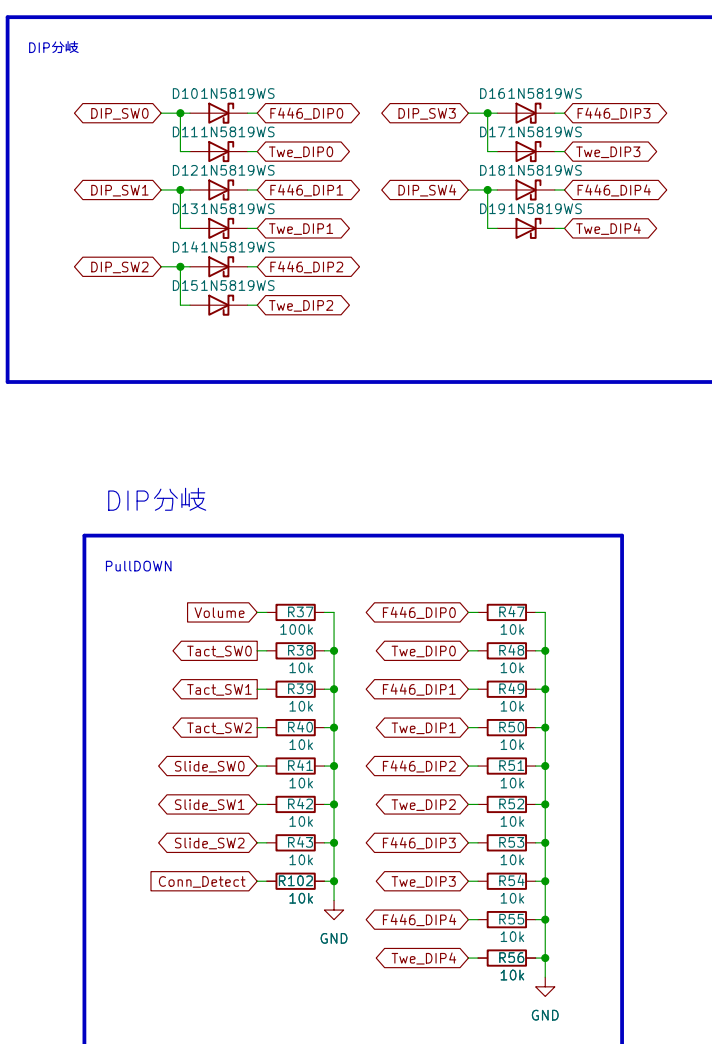 DIP分岐
D101N5819WS D161N5819WS
DIP_SW0 F446_DIP0 DIP_SW3 F446_DIP3
D111N5819WS D171N5819WS
Twe_DIP0 Twe_DIP3
D121N5819WS D181N5819WS
DIP_SW1 F446_DIP1 DIP_SW4 F446_DIP4
D131N5819WS D191N5819WS
Twe_DIP1 Twe_DIP4
D141N5819WS
DIP_SW2 F446_DIP2
D151N5819WS
Twe_DIP2
DIP分岐
PullDOWN
Volume R37 F446_DIP0 R47
100k 10k
Tact_SW0 R38 Twe_DIP0 R48
10k 10k
Tact_SW1 R39 F446_DIP1 R49
10k 10k
Tact_SW2 R40 Twe_DIP1 R50
10k 10k
Slide_SW0 R41 F446_DIP2 R51
10k 10k
Slide_SW1 R42 Twe_DIP2 R52
10k 10k
Slide_SW2 R43 F446_DIP3 R53
10k 10k
Conn_Detect R102 Twe_DIP3 R54
10k 10k
F446_DIP4 R55
GND 10k
Twe_DIP4 R56
10k
GND